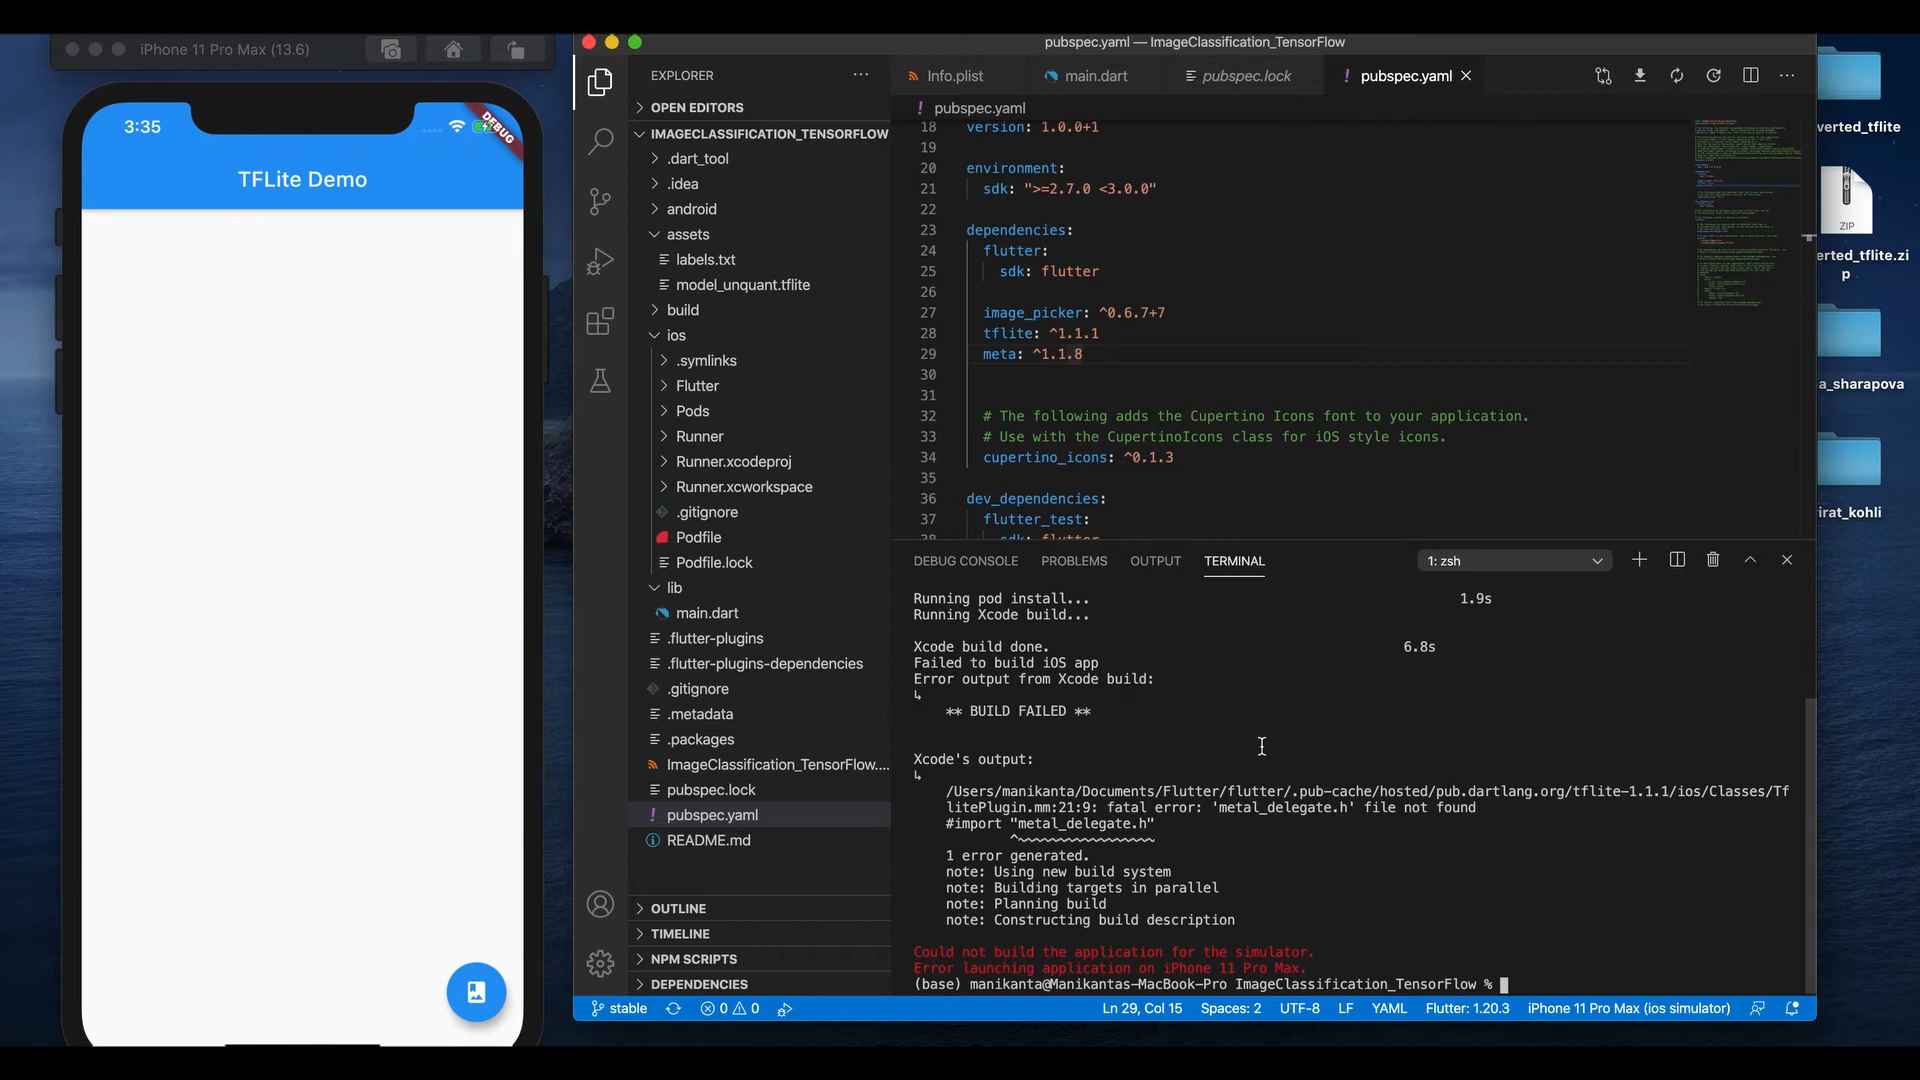 iPhone 11 Pro Max (13.6)
3:35
DEBUG
TFLite Demo
pubspec.yaml — ImageClassification_TensorFlow
EXPLORER
OPEN EDITORS
IMAGECLASSIFICATION_TENSORFLOW
.dart_tool
.idea
android
assets
labels.txt
model_unquant.tflite
build
ios
.symlinks
Flutter
Pods
Runner
Runner.xcodeproj
Runner.xcworkspace
.gitignore
Podfile
Podfile.lock
lib
main.dart
.flutter-plugins
.flutter-plugins-dependencies
.gitignore
.metadata
.packages
ImageClassification_TensorFlow....
pubspec.lock
! pubspec.yaml
README.md
OUTLINE
TIMELINE
NPM SCRIPTS
DEPENDENCIES
Info.plist
main.dart
pubspec.lock
! pubspec.yaml
! pubspec.yaml
18 version: 1.0.0+1
19
20 environment:
21 sdk: ">=2.7.0 <3.0.0"
22
23 dependencies:
24 flutter:
25 sdk: flutter
26
27 image_picker: ^0.6.7+7
28 tflite: ^1.1.1
29 meta: ^1.1.8
30
31
32 # The following adds the Cupertino Icons font to your application.
33 # Use with the CupertinoIcons class for iOS style icons.
34 cupertino_icons: ^0.1.3
35
36 dev_dependencies:
37 flutter_test:
38 sdk: flutter
DEBUG CONSOLE PROBLEMS OUTPUT TERMINAL
1: zsh
Running pod install... 1.9s
Running Xcode build...
Xcode build done. 6.8s
Failed to build iOS app
Error output from Xcode build:
↳
** BUILD FAILED **
Xcode's output:
↳
/Users/manikanta/Documents/Flutter/flutter/.pub-cache/hosted/pub.dartlang.org/tflite-1.1.1/ios/Classes/Tf
litePlugin.mm:21:9: fatal error: 'metal_delegate.h' file not found
#import "metal_delegate.h"
^~~~~~~~~~~~~~~~~~
1 error generated.
note: Using new build system
note: Building targets in parallel
note: Planning build
note: Constructing build description
Could not build the application for the simulator.
Error launching application on iPhone 11 Pro Max.
(base) manikanta@Manikantas-MacBook-Pro ImageClassification_TensorFlow %
stable
0 0
Ln 29, Col 15
Spaces: 2
UTF-8
LF
YAML
Flutter: 1.20.3
iPhone 11 Pro Max (ios simulator)
verted_tflite
ZIP
erted_tflite.zi
p
a_sharapova
irat_kohli